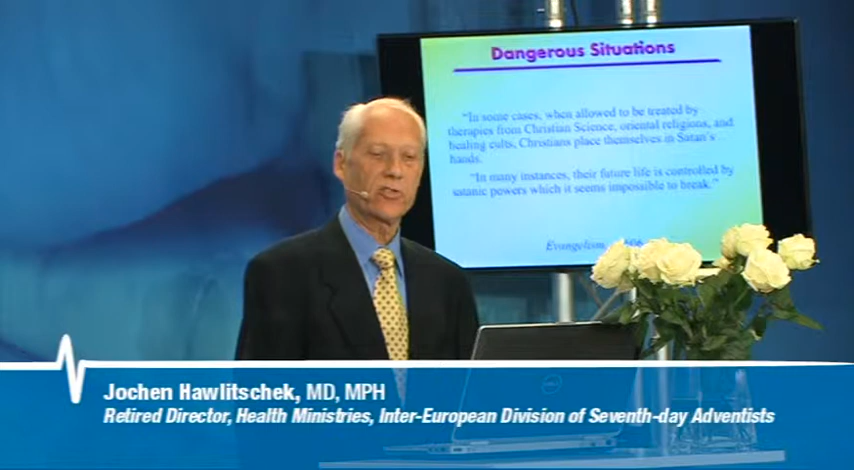 Dangerous Situations
“In some cases, when allowed to be treated by
therapies from Christian Science, oriental religions, and
healing cults, Christians place themselves in Satan’s
hands.
“In many instances, their future life is controlled by
satanic powers which it seems impossible to break.”
Evangelism,
Jochen Hawlitschek, MD, MPH
Retired Director, Health Ministries, Inter-European Division of Seventh-day Adventists
DELL